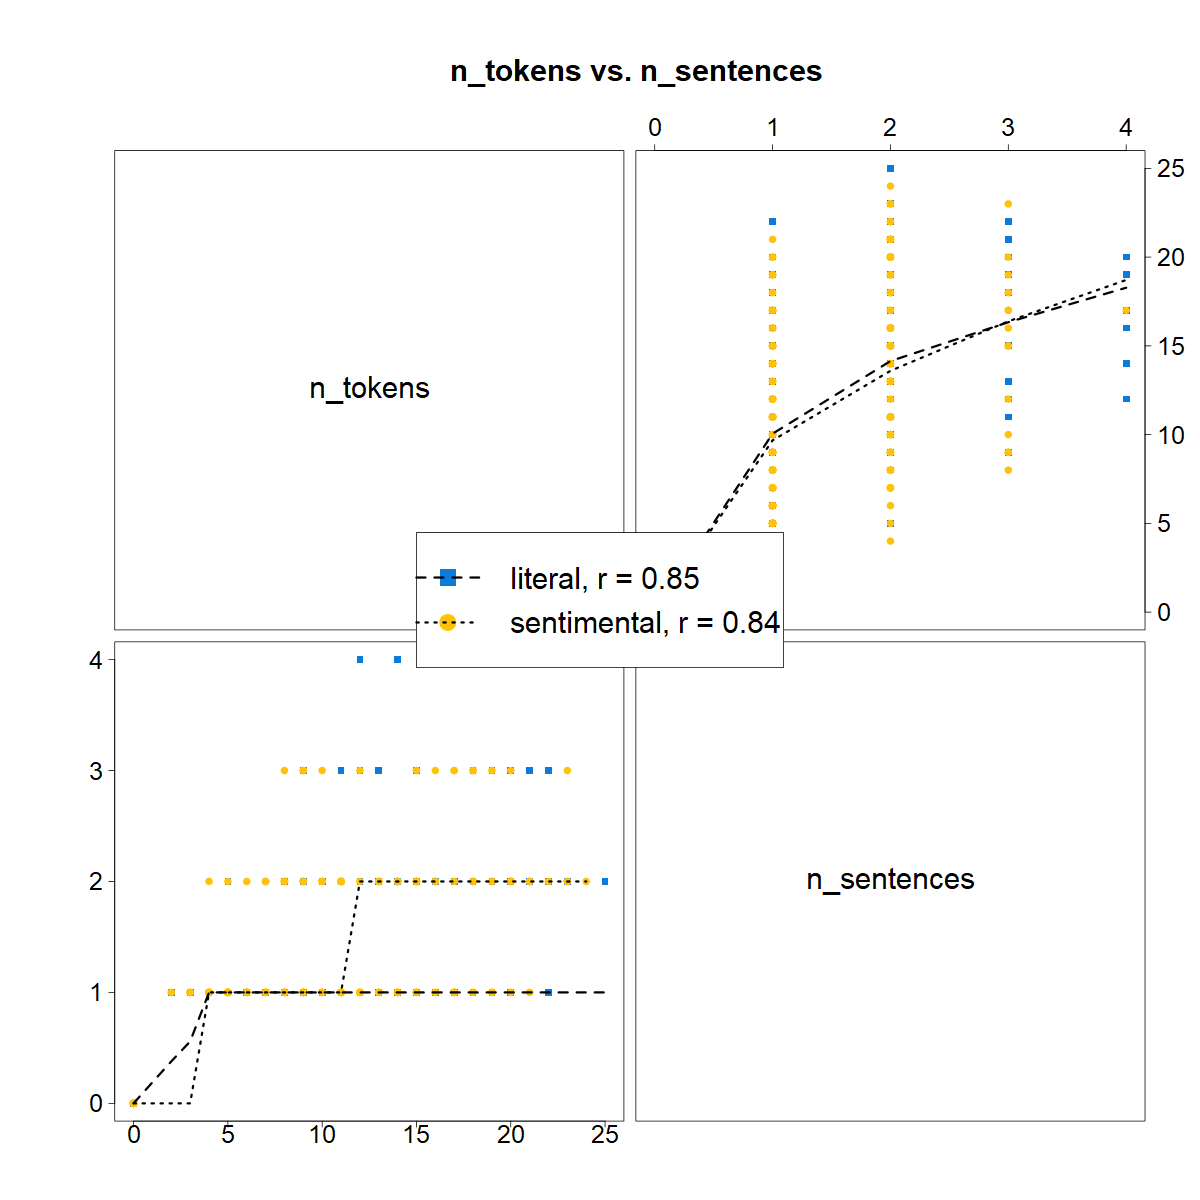 n_tokens vs. n_sentences
0 1 2 3 4
25
20
15
10
5
0
n_tokens
literal, r = 0.85
sentimental, r = 0.84
4
3
2
1
0
n_sentences
0 5 10 15 20 25